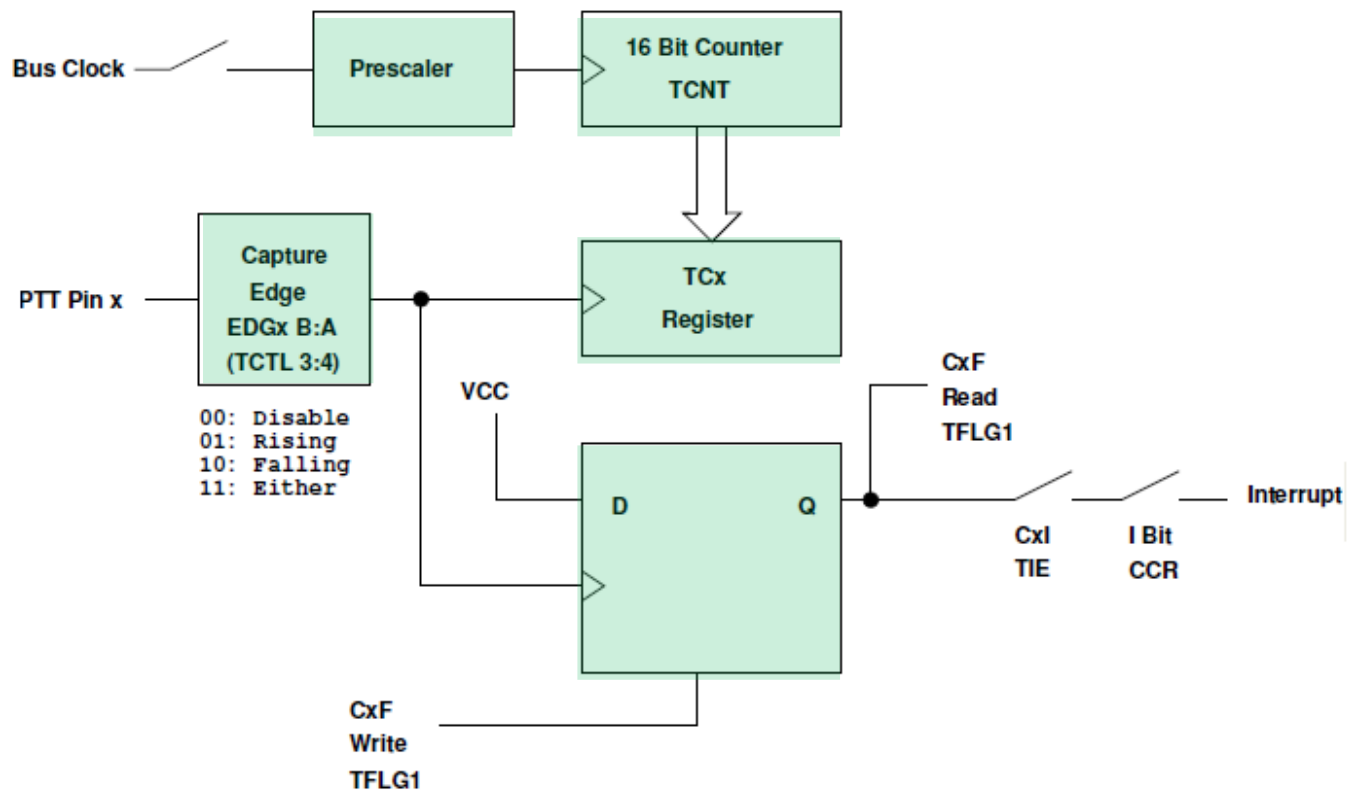 Bus Clock
Prescaler
16 Bit Counter
TCNT
PTT Pin x
Capture
Edge
EDGx B:A
(TCTL 3:4)
00: Disable
01: Rising
10: Falling
11: Either
TCx
Register
VCC
D
Q
CxF
Read
TFLG1
CxI
TIE
I Bit
CCR
Interrupt
CxF
Write
TFLG1